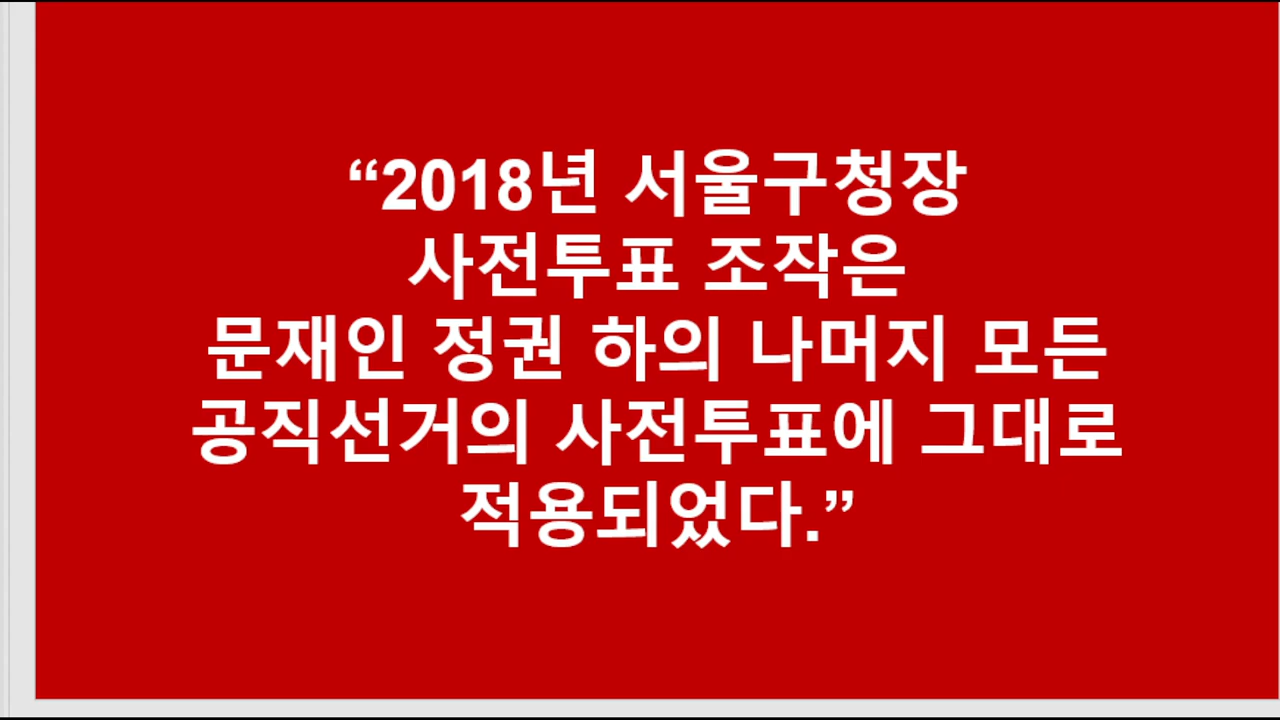 “2018년 서울구청장
사전투표 조작은
문재인 정권 하의 나머지 모든
공직선거의 사전투표에 그대로
적용되었다.”